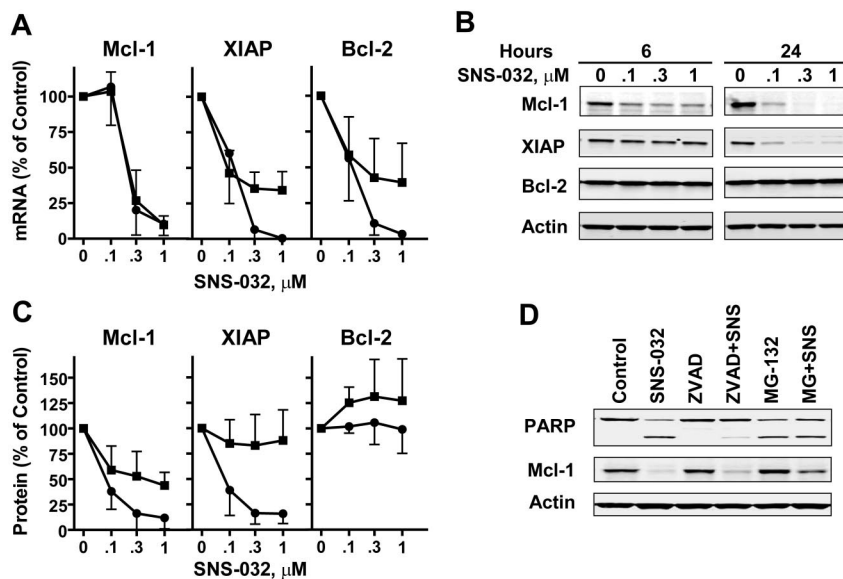 A
Mcl-1 XIAP Bcl-2
mRNA (% of Control)
100
75
50
25
0
0 .1 .3 1 0 .1 .3 1 0 .1 .3 1
SNS-032, μM
B
Hours 6 24
SNS-032, μM 0 .1 .3 1 0 .1 .3 1
Mcl-1
XIAP
Bcl-2
Actin
C
Mcl-1 XIAP Bcl-2
Protein (% of Control)
150
125
100
75
50
25
0
0 .1 .3 1 0 .1 .3 1 0 .1 .3 1
SNS-032, μM
D
Control
SNS-032
ZVAD
ZVAD+SNS
MG-132
MG+SNS
PARP
Mcl-1
Actin